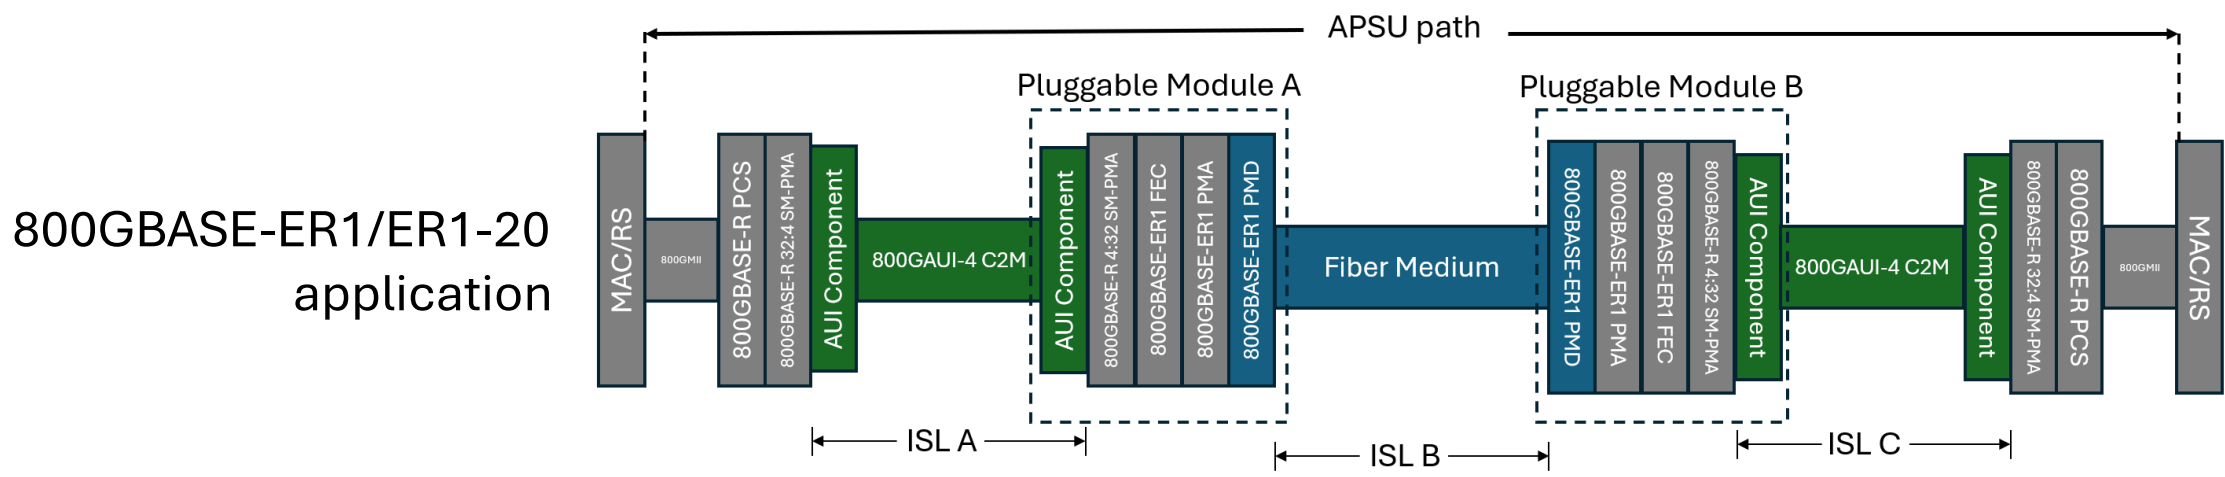 APSU path
Pluggable Module A
Pluggable Module B
800GBASE-ER1/ER1-20
application
MAC/RS
800GMII
800GBASE-R PCS
800GBASE-R 32:4 SM-PMA
AUI Component
800GAUI-4 C2M
AUI Component
800GBASE-R 4:32 SM-PMA
800GBASE-ER1 FEC
800GBASE-ER1 PMA
800GBASE-ER1 PMD
Fiber Medium
800GBASE-ER1 PMD
800GBASE-ER1 PMA
800GBASE-ER1 FEC
800GBASE-R 4:32 SM-PMA
AUI Component
800GAUI-4 C2M
AUI Component
800GBASE-R 32:4 SM-PMA
800GBASE-R PCS
800GMII
MAC/RS
ISL A
ISL B
ISL C